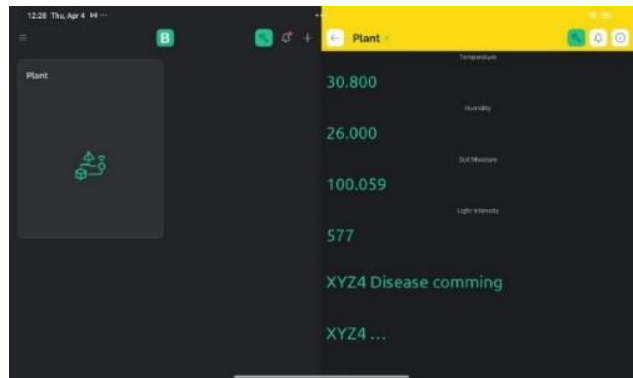 12:28 Thu, Apr 4
B
Plant
Plant
Temperature
30.800
Humidity
26.000
Soil Moisture
100.059
Light Intensity
577
XYZ4 Disease comming
XYZ4 ...